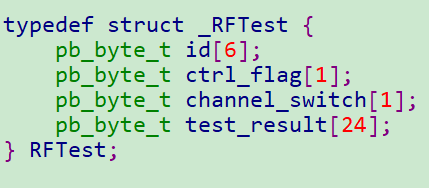 typedef struct _RFTest {
    pb_byte_t id[6];
    pb_byte_t ctrl_flag[1];
    pb_byte_t channel_switch[1];
    pb_byte_t test_result[24];
} RFTest;